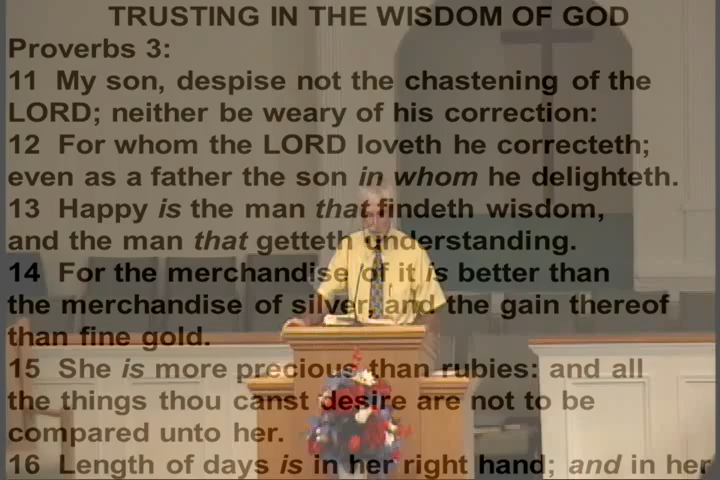 TRUSTING IN THE WISDOM OF GOD
Proverbs 3:
11 My son, despise not the chastening of the
LORD; neither be weary of his correction:
12 For whom the LORD loveth he correcteth;
even as a father the son in whom he delighteth.
13 Happy is the man that findeth wisdom,
and the man that getteth understanding.
14 For the merchandise of it is better than
the merchandise of silver, and the gain thereof
than fine gold.
15 She is more precious than rubies: and all
the things thou canst desire are not to be
compared unto her.
16 Length of days is in her right hand; and in her